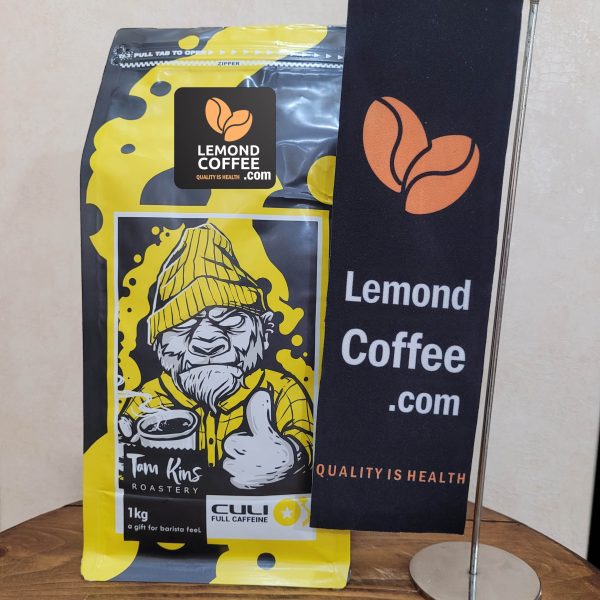 PULL TAB TO OPEN
ZIPPER
LEMOND
COFFEE
.com
QUALITY IS HEALTH
Tam Kins
ROASTERY
1kg
a gift for barista feel.
CULI
FULL CAFFEINE
Lemond
Coffee
.com
QUALITY IS HEALTH